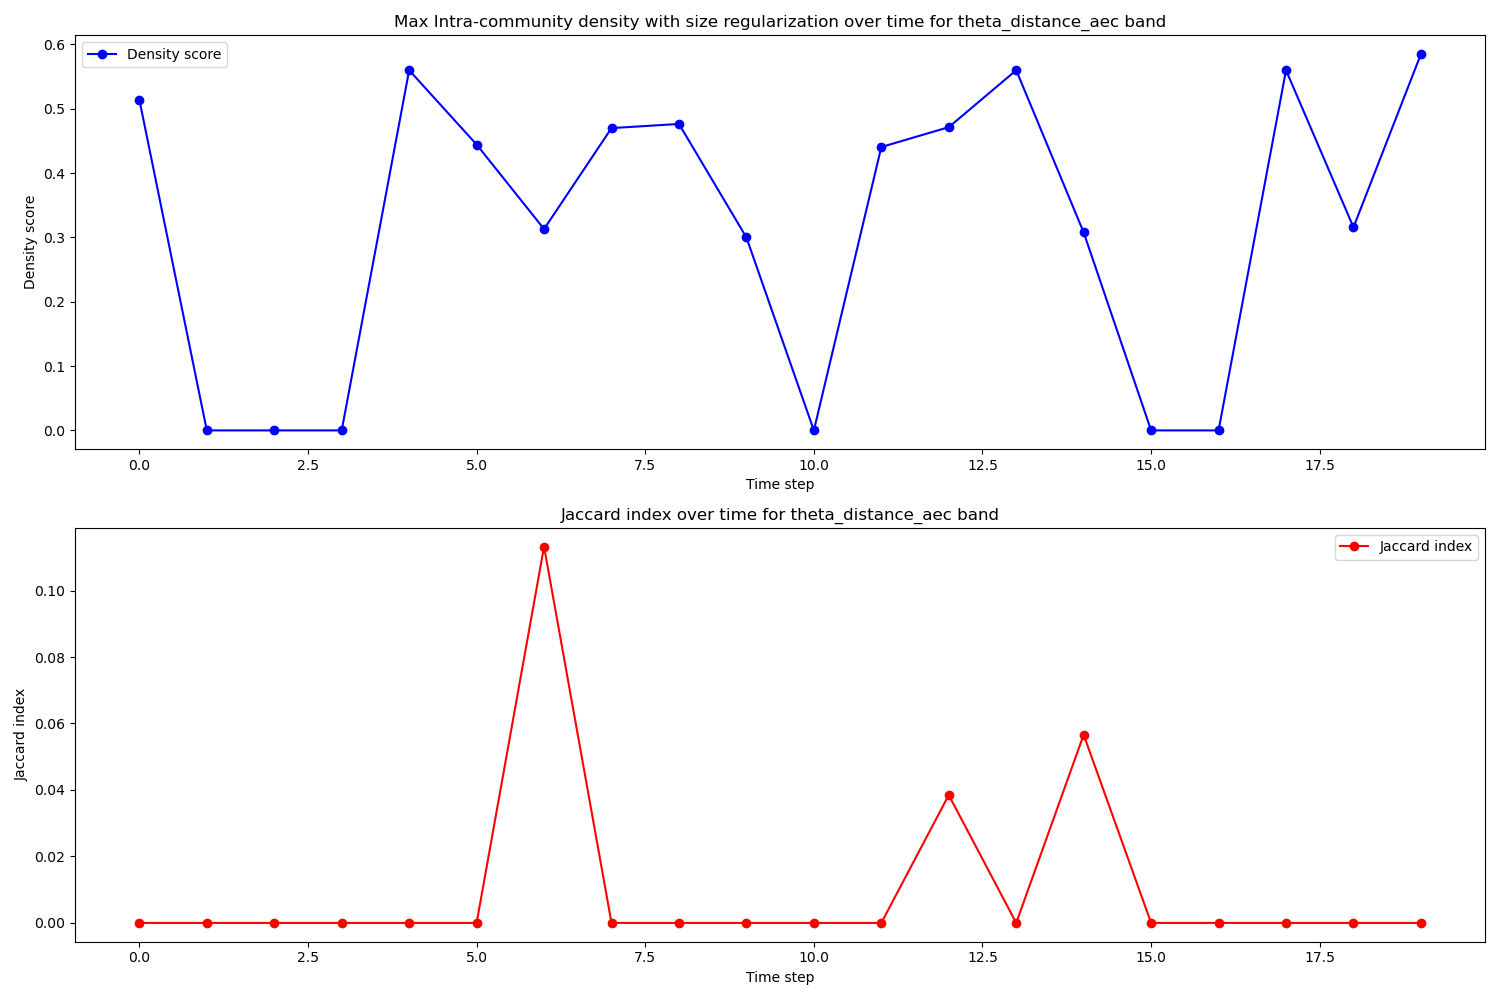 Max Intra-community density with size regularization over time for theta_distance_aec band
Density score
0.6
0.5
0.4
0.3
0.2
0.1
0.0
Density score
0.0 2.5 5.0 7.5 10.0 12.5 15.0 17.5
Time step
Jaccard index over time for theta_distance_aec band
Jaccard index
0.10
0.08
0.06
0.04
0.02
0.00
Jaccard index
0.0 2.5 5.0 7.5 10.0 12.5 15.0 17.5
Time step